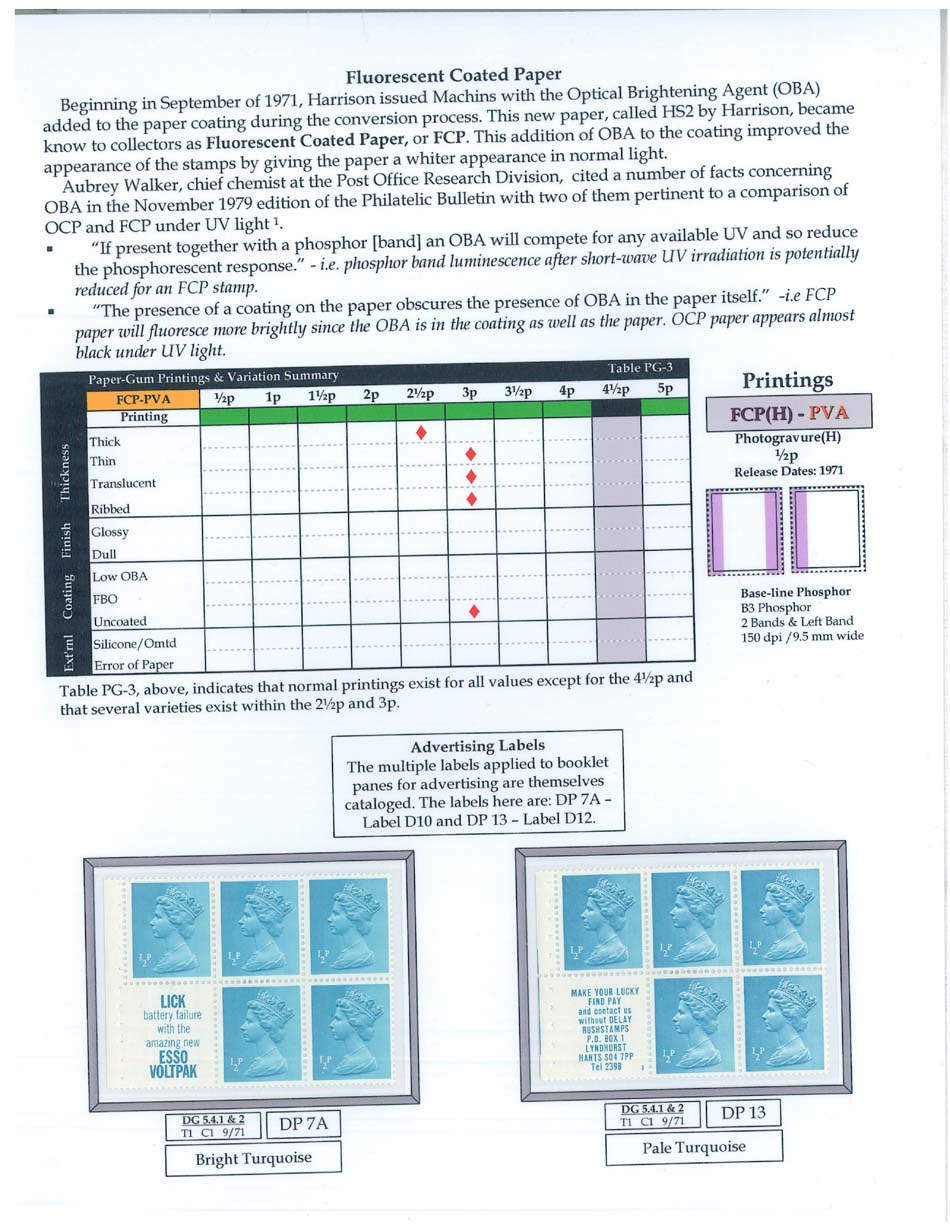 Fluorescent Coated Paper
Beginning in September of 1971, Harrison issued Machins with the Optical Brightening Agent (OBA)
added to the paper coating during the conversion process. This new paper, called HS2 by Harrison, became
know to collectors as Fluorescent Coated Paper, or FCP. This addition of OBA to the coating improved the
appearance of the stamps by giving the paper a whiter appearance in normal light.
Aubrey Walker, chief chemist at the Post Office Research Division, cited a number of facts concerning
OBA in the November 1979 edition of the Philatelic Bulletin with two of them pertinent to a comparison of
OCP and FCP under UV light ¹.
▪ "If present together with a phosphor [band] an OBA will compete for any available UV and so reduce
the phosphorescent response." - i.e. phosphor band luminescence after short-wave UV irradiation is potentially
reduced for an FCP stamp.
▪ "The presence of a coating on the paper obscures the presence of OBA in the paper itself." -i.e FCP
paper will fluoresce more brightly since the OBA is in the coating as well as the paper. OCP paper appears almost
black under UV light.
Paper-Gum Printings & Variation Summary Table PG-3
FCP-PVA ½p 1p 1½p 2p 2½p 3p 3½p 4p 4½p 5p
Printing
Thickness
Thick
Thin
Translucent
Ribbed
Finish
Glossy
Dull
Coating
Low OBA
FBO
Uncoated
Ext'rnl
Silicone/Omtd
Error of Paper
Printings
FCP(H) - PVA
Photogravure(H)
½p
Release Dates: 1971
Base-line Phosphor
B3 Phosphor
2 Bands & Left Band
150 dpi /9.5 mm wide
Table PG-3, above, indicates that normal printings exist for all values except for the 4½p and
that several varieties exist within the 2½p and 3p.
Advertising Labels
The multiple labels applied to booklet
panes for advertising are themselves
cataloged. The labels here are: DP 7A –
Label D10 and DP 13 – Label D12.
½P ½P ½P
LICK
battery failure
with the
amazing new
ESSO
VOLTPAK
½P ½P
DG 5.4.1 & 2
T1 C1 9/71
DP 7A
Bright Turquoise
½P ½P ½P
MAKE YOUR LUCKY
FIND PAY
and contact us
without DELAY
RUSHSTAMPS
P.O. BOX 1
LYNDHURST
HANTS SO4 7PP
Tel 2398
½P ½P
DG 5.4.1 & 2
T1 C1 9/71
DP 13
Pale Turquoise